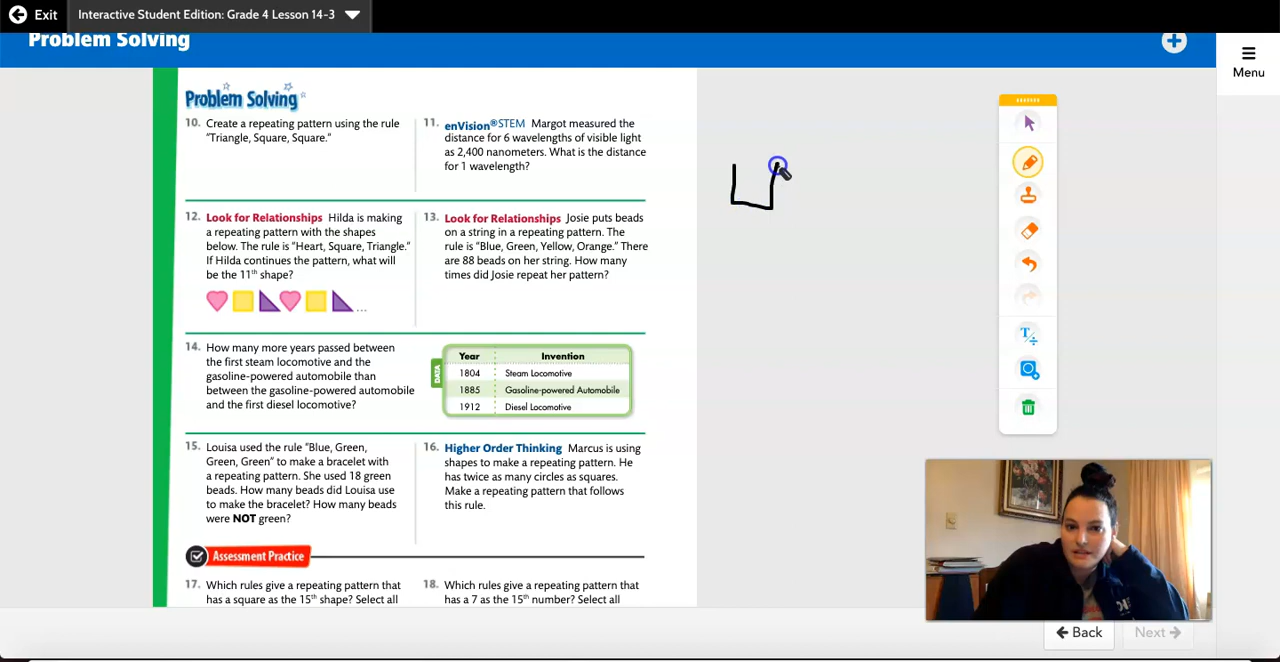 Exit
Interactive Student Edition: Grade 4 Lesson 14-3
Problem Solving
Menu
Problem Solving
10. Create a repeating pattern using the rule
"Triangle, Square, Square."
11. enVision®STEM Margot measured the
distance for 6 wavelengths of visible light
as 2,400 nanometers. What is the distance
for 1 wavelength?
12. Look for Relationships Hilda is making
a repeating pattern with the shapes
below. The rule is "Heart, Square, Triangle."
If Hilda continues the pattern, what will
be the 11th shape?
...
13. Look for Relationships Josie puts beads
on a string in a repeating pattern. The
rule is "Blue, Green, Yellow, Orange." There
are 88 beads on her string. How many
times did Josie repeat her pattern?
14. How many more years passed between
the first steam locomotive and the
gasoline-powered automobile than
between the gasoline-powered automobile
and the first diesel locomotive?
DATA
Year Invention
1804 Steam Locomotive
1885 Gasoline-powered Automobile
1912 Diesel Locomotive
15. Louisa used the rule "Blue, Green,
Green, Green" to make a bracelet with
a repeating pattern. She used 18 green
beads. How many beads did Louisa use
to make the bracelet? How many beads
were NOT green?
16. Higher Order Thinking Marcus is using
shapes to make a repeating pattern. He
has twice as many circles as squares.
Make a repeating pattern that follows
this rule.
Assessment Practice
17. Which rules give a repeating pattern that
has a square as the 15th shape? Select all
18. Which rules give a repeating pattern that
has a 7 as the 15th number? Select all
T
Back
Next